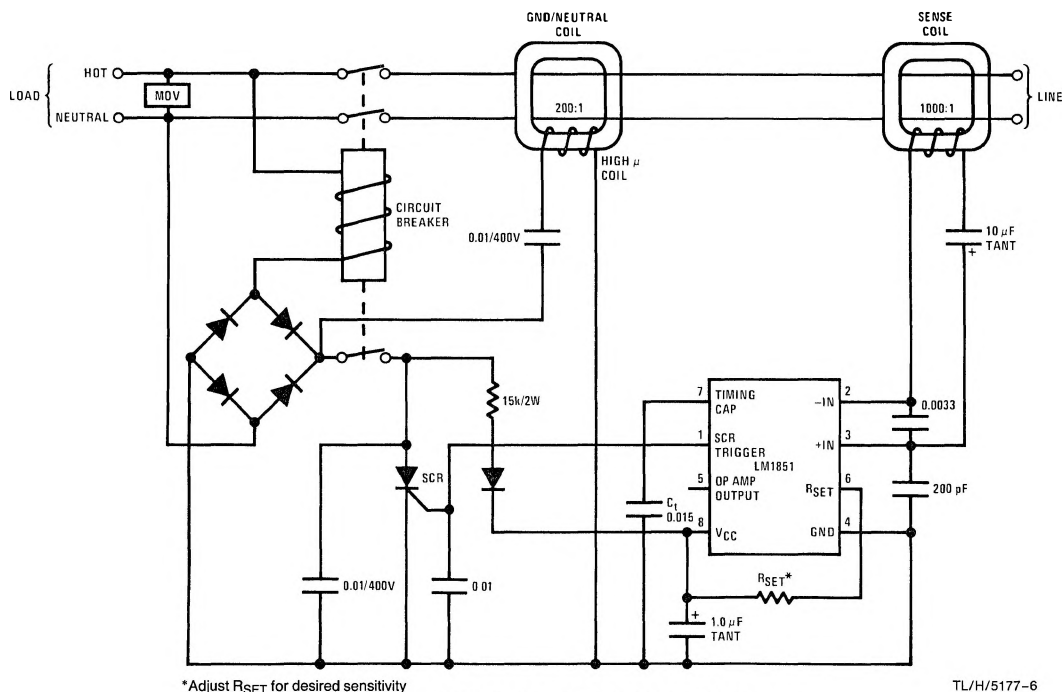 GND/NEUTRAL
COIL
SENSE
COIL
LOAD
HOT
MOV
NEUTRAL
200:1
1000:1
LINE
HIGH μ
COIL
CIRCUIT
BREAKER
0.01/400V
10 μF
TANT
+
15k/2W
7
TIMING
CAP
2
-IN
0.0033
1
SCR
TRIGGER
3
+IN
LM1851
SCR
5
OP AMP
OUTPUT
6
RSET
200 pF
Ct
0.015
8
VCC
4
GND
0.01/400V
0 01
RSET*
+
1.0 μF
TANT
*Adjust RSET for desired sensitivity
TL/H/5177-6